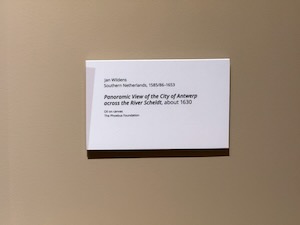 Jan Wildens
Southern Netherlands, 1585/86-1653
Panoramic View of the City of Antwerp
across the River Scheldt, about 1630
Oil on canvas
The Phoebus Foundation